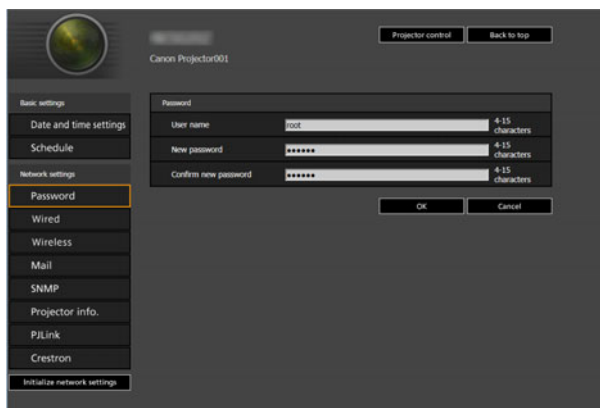 Projector control
Back to top
Canon Projector001
Basic settings
Date and time settings
Schedule
Network settings
Password
Wired
Wireless
Mail
SNMP
Projector info.
PJLink
Crestron
Initialize network settings
Password
User name root 4-15 characters
New password •••••• 4-15 characters
Confirm new password •••••• 4-15 characters
OK
Cancel